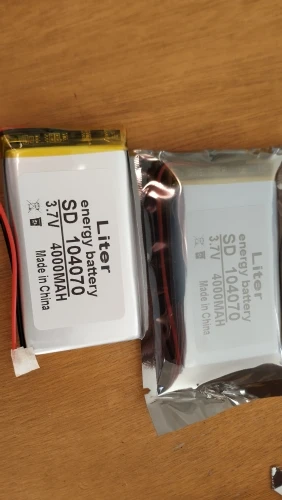 Liter
energy battery
SD 104070
3.7V 4000MAH
Made in China
Liter
energy battery
SD 104070
3.7V 4000MAH
Made in China